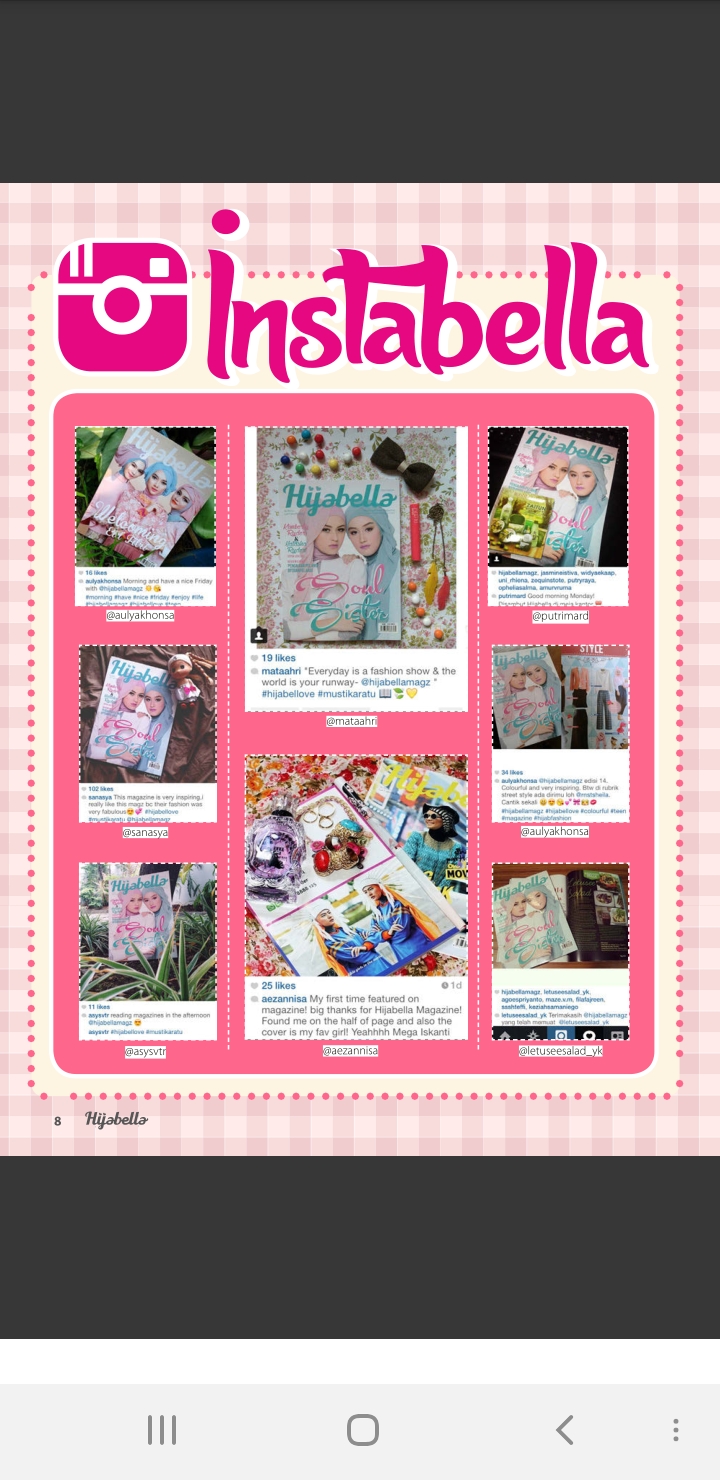 instabella
Hijabella
16 likes
aulyakhonsa Morning and have a nice Friday
with @hijabellamagz
#morning #have #nice #friday #enjoy #life
@aulyakhonsa
Hijabella
Soul
Sister
19 likes
mataahri "Everyday is a fashion show & the
world is your runway- @hijabellamagz "
#hijabellove #mustikaratu 📖🌱💛
@mataahri
Hijabella
Soul
hijabellamagz, jasmineistiva, widyaekaap,
uni_rhiena, zequinstote, putryraya,
opheliasalma, amurvruma
putrimard Good morning Monday!
@putrimard
Hijabella
Soul
Sister
102 likes
sanasya This magazine is very inspiring,i
really like this magz bc their fashion was
very fabulous😍💕 #hijabellove
#mustikaratu @hijabellamagz
@sanasya
STYLE
Hijabella
Soul
Sister
34 likes
aulyakhonsa @hijabellamagz edisi 14.
Colourful and very inspiring. Btw di rubrik
street style ada dirimu loh @mstaheila.
Cantik sekali
#hijabellamagz #hijabellove #colourful #teen
#magazine #hijabfashion
@aulyakhonsa
Hijabella
Soul
Sister
11 likes
asysvtr reading magazines in the afternoon
@hijabellamagz 😍
asysvtr #hijabellove #mustikaratu
@asysvtr
MOV
25 likes
1d
aezannisa My first time featured on
magazine! big thanks for Hijabella Magazine!
Found me on the half of page and also the
cover is my fav girl! Yeahhhh Mega Iskanti
@aezannisa
Hijabella
Soul
Sister
hijabellamagz, letuseesalad_yk,
agoespriyanto, maze.v.m, filafajreen,
ssshteffi, keziahsamaniego
letuseesalad_yk Terimakasih @hijabellamagz
yang telah memuat @letuseesalad_yk
@letuseesalad_yk
8 Hijabella